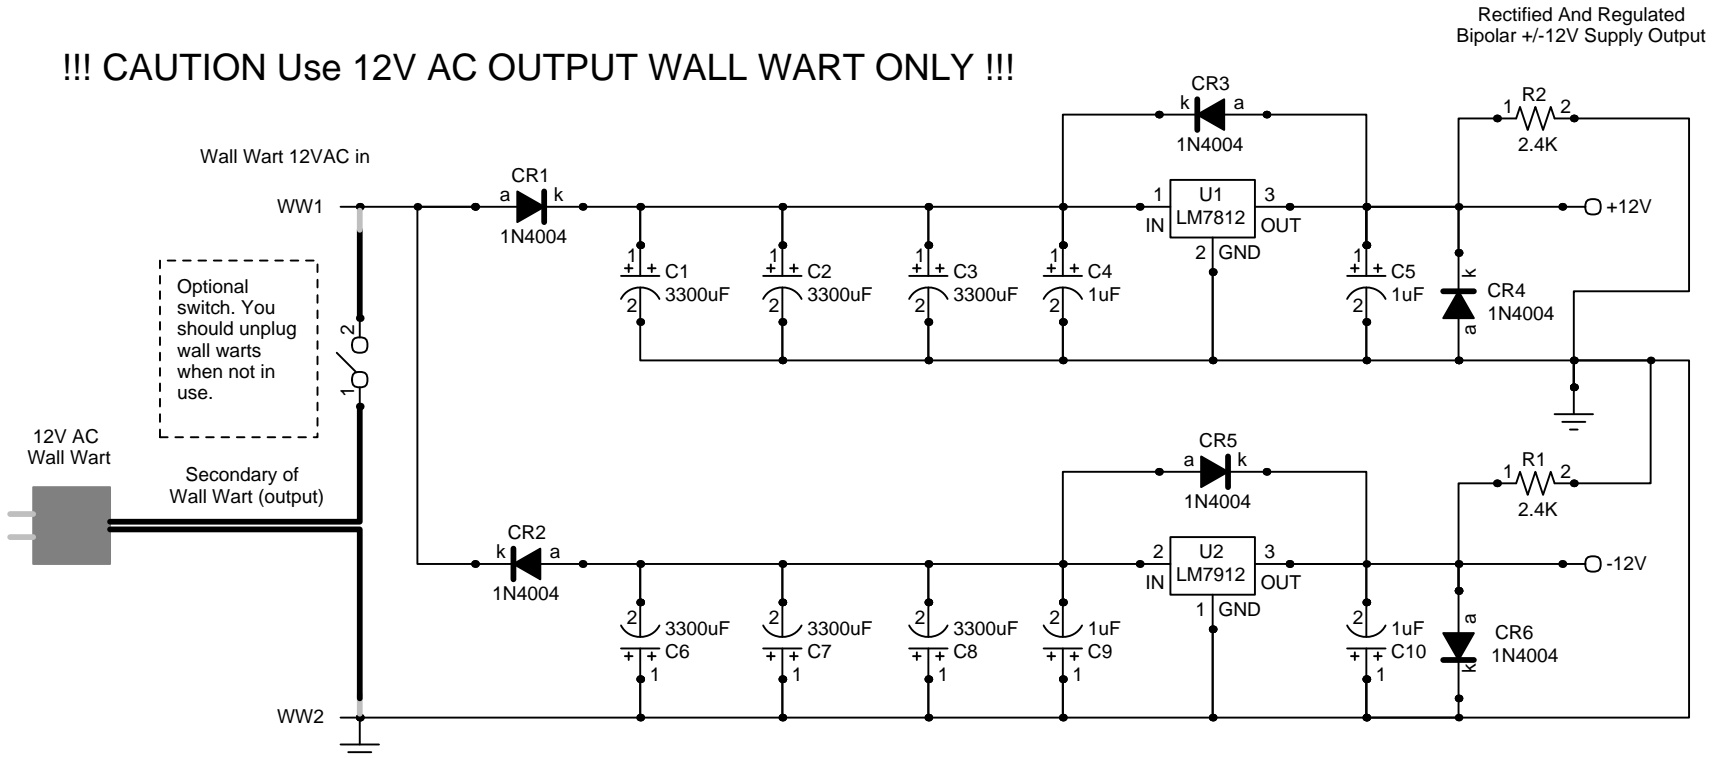 Rectified And Regulated
Bipolar +/-12V Supply Output
!!! CAUTION Use 12V AC OUTPUT WALL WART ONLY !!!
CR3
k a
1N4004
R2
1 2
2.4K
Wall Wart 12VAC in
CR1
a k
1N4004
WW1
1 U1 3
LM7812
IN OUT
2 GND
+12V
1
+ + C1
3300uF
2
1
+ + C2
3300uF
2
1
+ + C3
3300uF
2
1
+ + C4
1uF
2
1
+ + C5
1uF
2
k
CR4
1N4004
a
Optional
switch. You
should unplug
wall warts
when not in
use.
2
1
12V AC
Wall Wart
Secondary of
Wall Wart (output)
CR5
a k
1N4004
R1
1 2
2.4K
CR2
k a
1N4004
2 U2 3
LM7912
IN OUT
1 GND
-12V
2 3300uF
+ + C6
1
2 3300uF
+ + C7
1
2 3300uF
+ + C8
1
2 1uF
+ + C9
1
2 1uF
+ + C10
1
a
CR6
1N4004
k
WW2